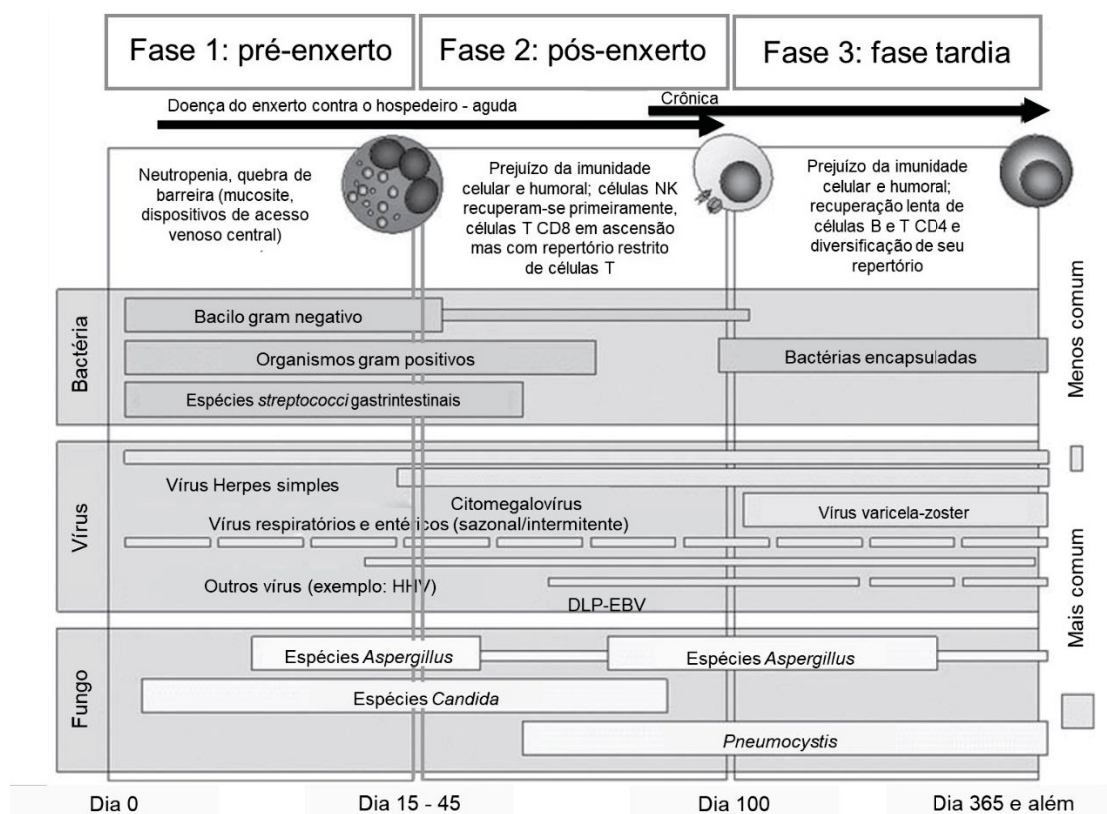 Fase 1: pré-enxerto
Fase 2: pós-enxerto
Fase 3: fase tardia
Doença do enxerto contra o hospedeiro - aguda
Crônica
Neutropenia, quebra de
barreira (mucosite,
dispositivos de acesso
venoso central)
Prejuízo da imunidade
celular e humoral; células NK
recuperam-se primeiramente,
células T CD8 em ascensão
mas com repertório restrito
de células T
Prejuízo da imunidade
celular e humoral;
recuperação lenta de
células B e T CD4 e
diversificação de seu
repertório
Bactéria
Bacilo gram negativo
Organismos gram positivos
Bactérias encapsuladas
Espécies streptococci gastrintestinais
Menos comum
Vírus
Vírus Herpes simples
Citomegalovírus
Vírus respiratórios e entéricos (sazonal/intermitente)
Vírus varicela-zoster
Outros vírus (exemplo: HHV)
DLP-EBV
Mais comum
Fungo
Espécies Aspergillus
Espécies Aspergillus
Espécies Candida
Pneumocystis
Dia 0
Dia 15 - 45
Dia 100
Dia 365 e além